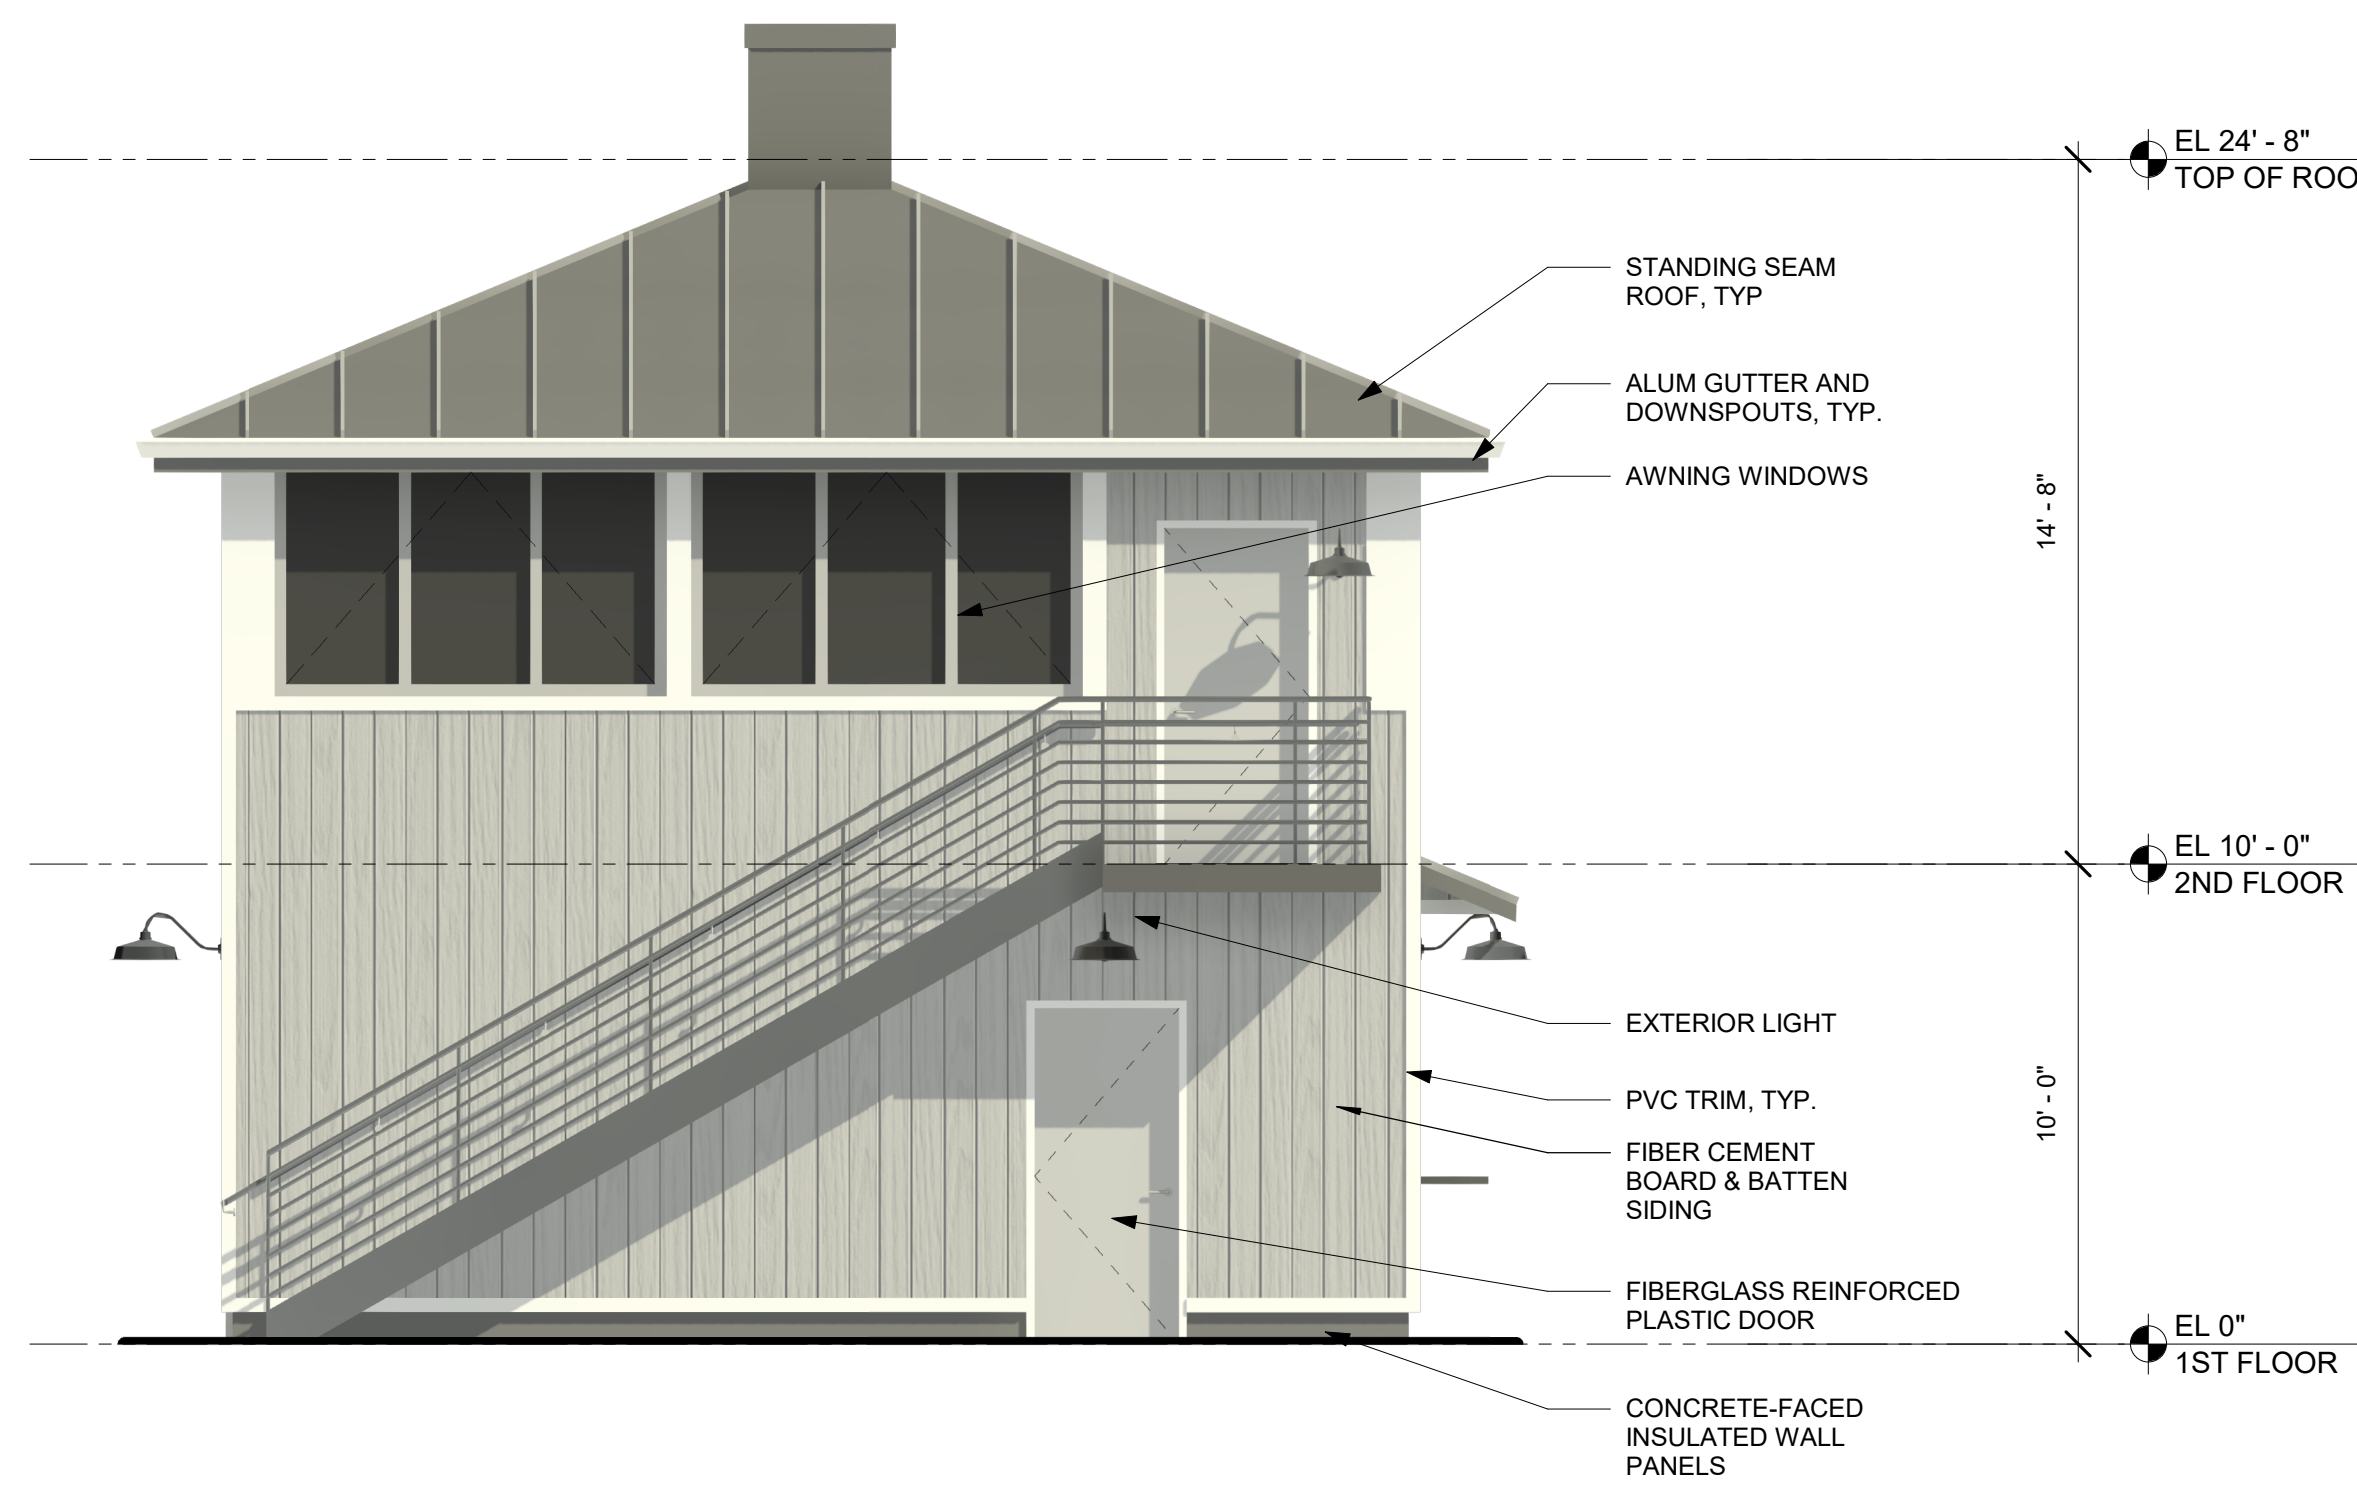 EL 24' - 8"
TOP OF ROO
STANDING SEAM
ROOF, TYP
ALUM GUTTER AND
DOWNSPOUTS, TYP.
AWNING WINDOWS
14' - 8"
EL 10' - 0"
2ND FLOOR
EXTERIOR LIGHT
10' - 0"
PVC TRIM, TYP.
FIBER CEMENT
BOARD & BATTEN
SIDING
FIBERGLASS REINFORCED
PLASTIC DOOR
EL 0"
1ST FLOOR
CONCRETE-FACED
INSULATED WALL
PANELS